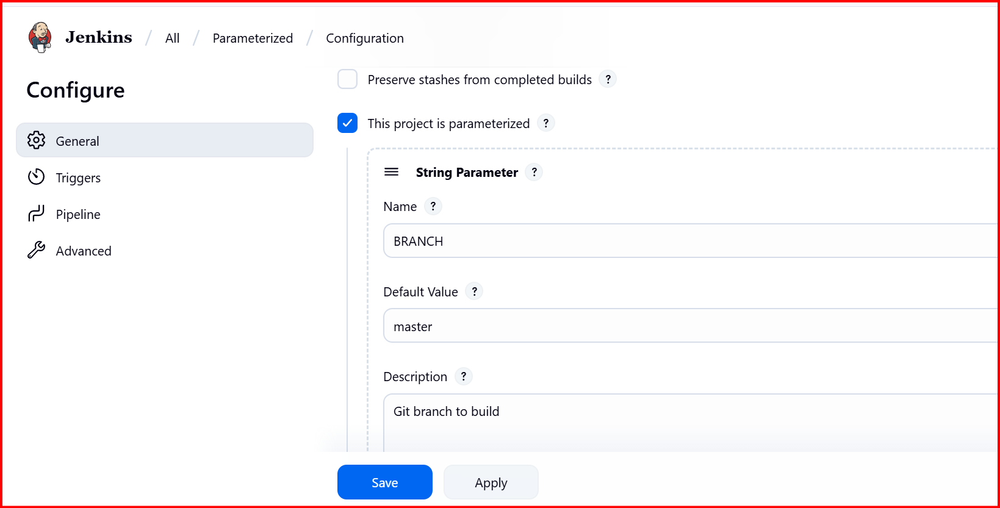 Jenkins / All / Parameterized / Configuration
Configure
General
Triggers
Pipeline
Advanced
Preserve stashes from completed builds ?
This project is parameterized ?
String Parameter ?
Name ?
BRANCH
Default Value ?
master
Description ?
Git branch to build
Save
Apply